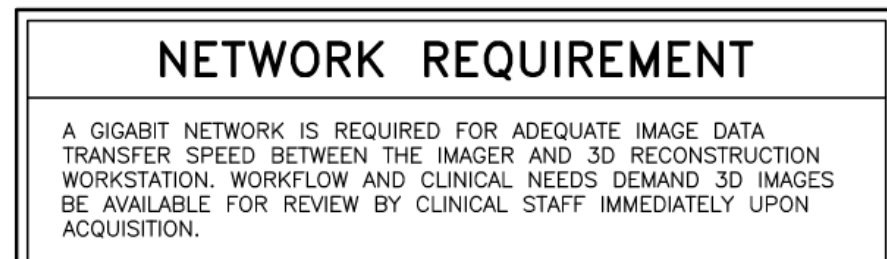 NETWORK REQUIREMENT
A GIGABIT NETWORK IS REQUIRED FOR ADEQUATE IMAGE DATA
TRANSFER SPEED BETWEEN THE IMAGER AND 3D RECONSTRUCTION
WORKSTATION. WORKFLOW AND CLINICAL NEEDS DEMAND 3D IMAGES
BE AVAILABLE FOR REVIEW BY CLINICAL STAFF IMMEDIATELY UPON
ACQUISITION.